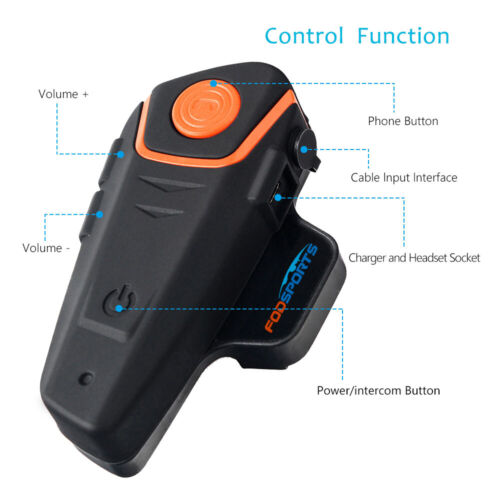 Control Function
Volume +
Phone Button
Cable Input Interface
Volume -
Charger and Headset Socket
FODSPORTS
Power/intercom Button